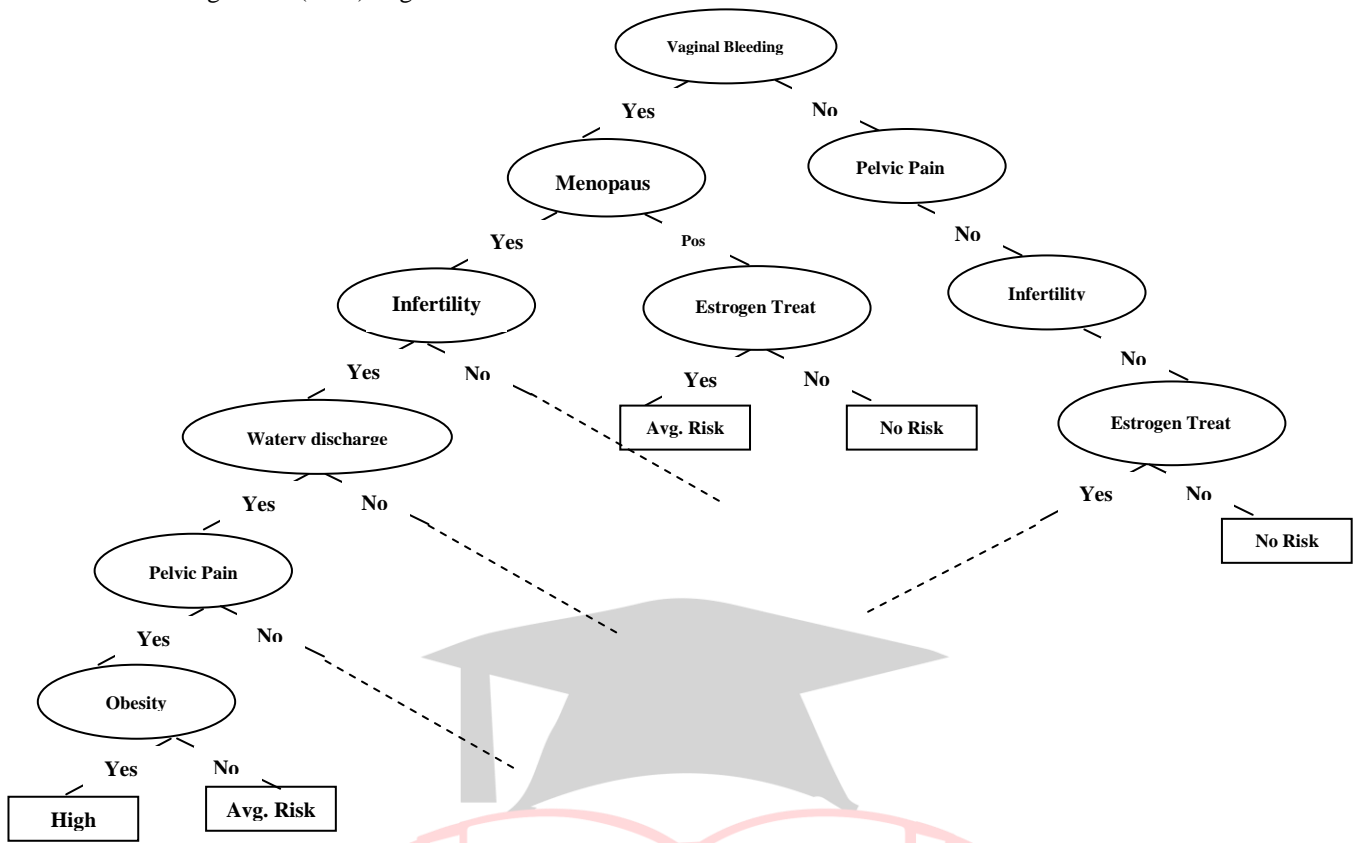 Vaginal Bleeding
Yes
No
Menopaus
Pelvic Pain
Yes
Pos
No
Infertility
Estrogen Treat
Infertility
Yes
No
Yes
No
No
Avg. Risk
No Risk
Estrogen Treat
Watery discharge
Yes
No
Yes
No
No Risk
Pelvic Pain
Yes
No
Obesity
Yes
No
High
Avg. Risk